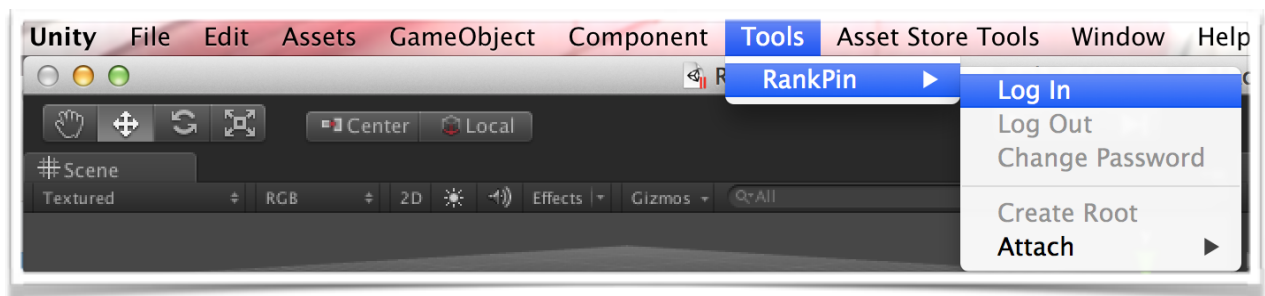 Unity File Edit Assets GameObject Component Tools Asset Store Tools Window Help
R
RankPin
Log In
Log Out
Change Password
Create Root
Attach
Center Local
Scene
Textured RGB 2D Effects Gizmos All